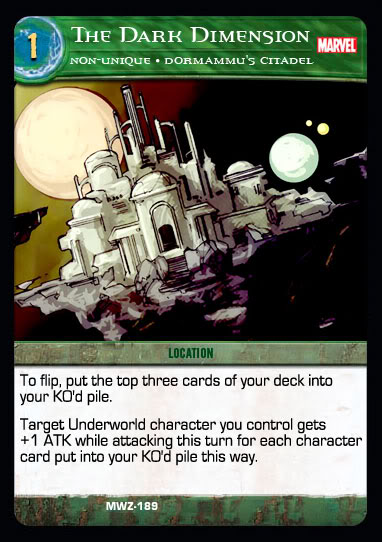 1
The Dark Dimension
MARVEL
Non-Unique • Dormammu's Citadel
LOCATION
To flip, put the top three cards of your deck into
your KO'd pile.
Target Underworld character you control gets
+1 ATK while attacking this turn for each character
card put into your KO'd pile this way.
MWZ-189